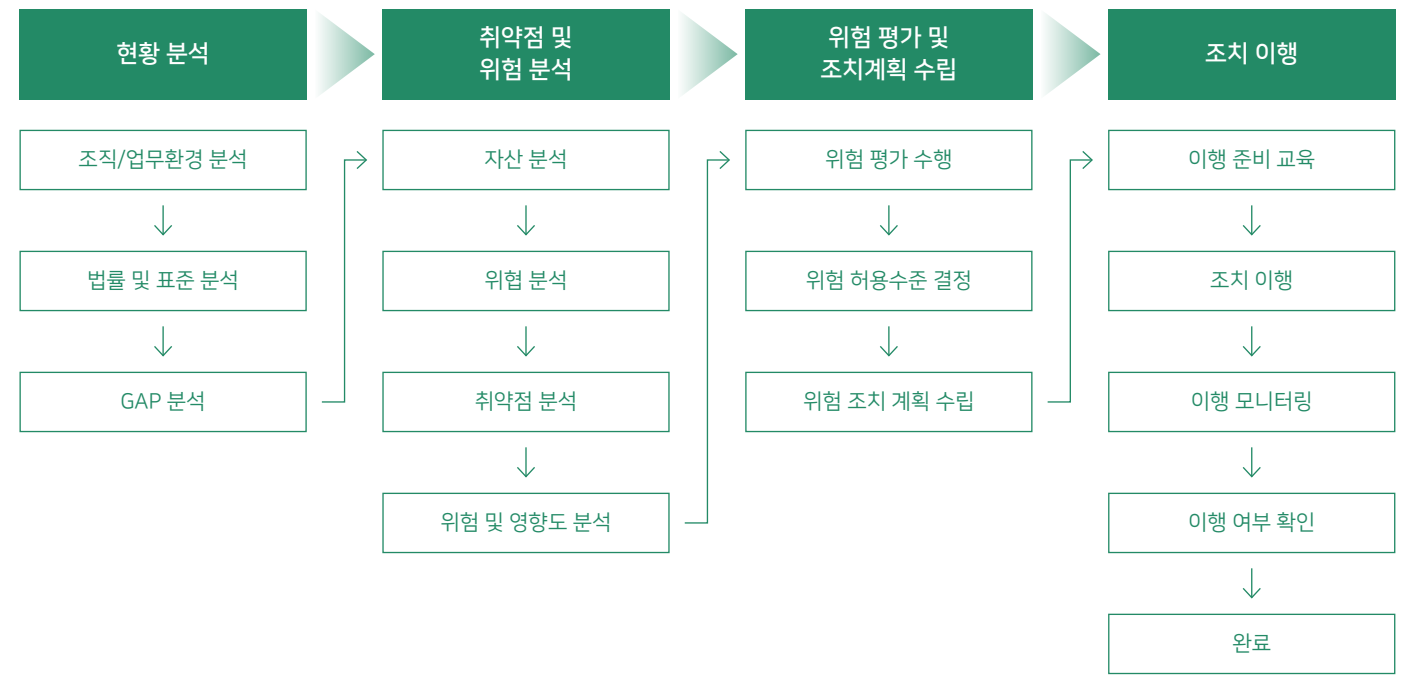 현황 분석
취약점 및
위험 분석
위험 평가 및
조치계획 수립
조치 이행
조직/업무환경 분석
법률 및 표준 분석
GAP 분석
자산 분석
위협 분석
취약점 분석
위험 및 영향도 분석
위험 평가 수행
위험 허용수준 결정
위험 조치 계획 수립
이행 준비 교육
조치 이행
이행 모니터링
이행 여부 확인
완료